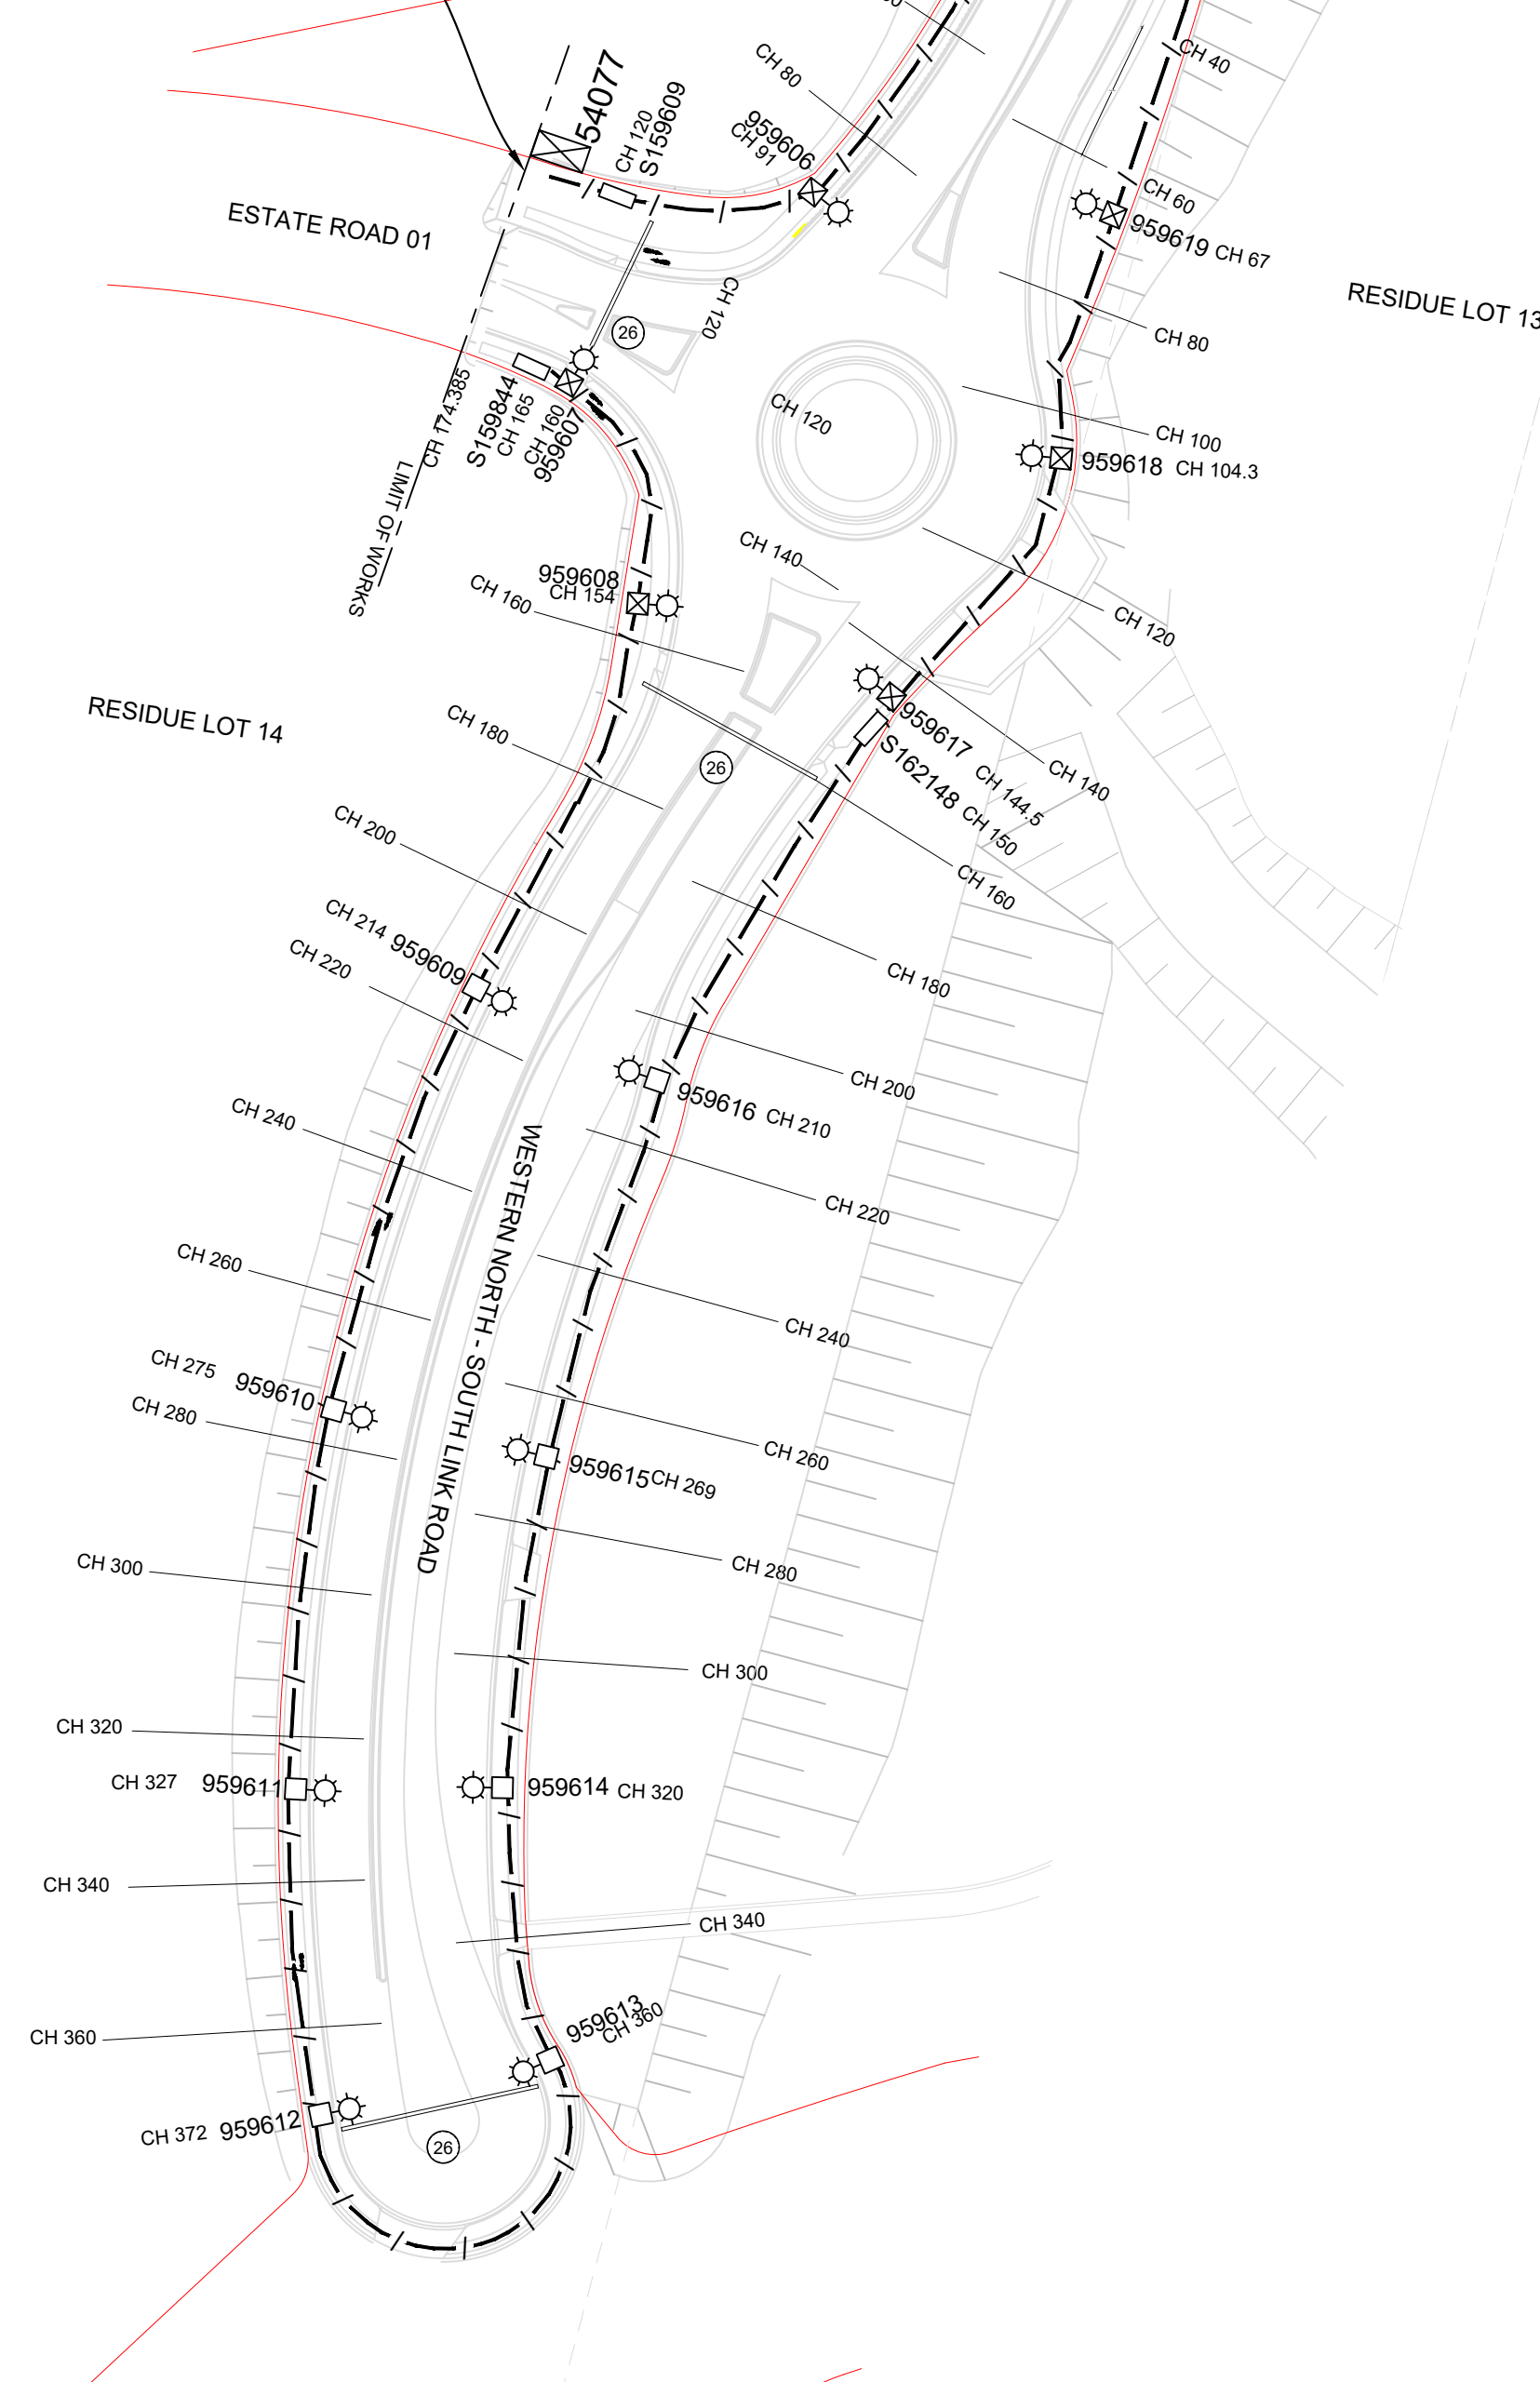 CH 40
CH 80
54077
CH 120
S159609
959606
CH 91
CH 60
959619 CH 67
ESTATE ROAD 01
RESIDUE LOT 13
26
CH 120
CH 80
CH 174.385
S159844
CH 165
CH 160
959607
CH 120
CH 100
959618 CH 104.3
LIMIT OF WORKS
CH 140
959608
CH 154
CH 160
CH 120
RESIDUE LOT 14
CH 180
26
959617 CH 144.5
S162148 CH 150
CH 140
CH 200
CH 160
CH 214 959609
CH 220
CH 180
CH 200
959616 CH 210
CH 240
CH 220
WESTERN NORTH - SOUTH LINK ROAD
CH 260
CH 240
CH 275 959610
CH 280
CH 260
959615 CH 269
CH 300
CH 280
CH 300
CH 320
CH 327 959611
959614 CH 320
CH 340
CH 340
CH 360
959613
CH 360
CH 372 959612
26